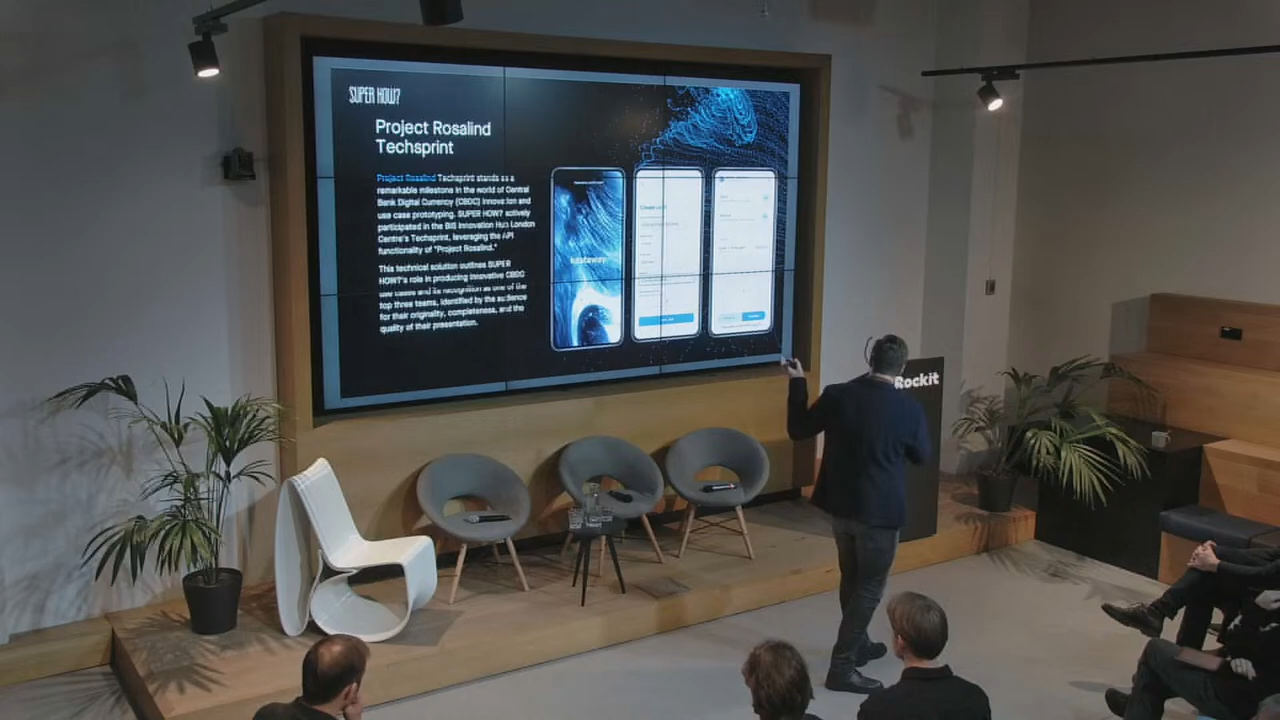 SUPER HOW?
Project Rosalind
Techsprint
Project Rosalind Techsprint stands as a
remarkable milestone in the world of Central
Bank Digital Currency (CBDC) innovation and
use case prototyping. SUPER HOW? actively
participated in the BIS Innovation Hub London
Centre's Techsprint, leveraging the API
functionality of "Project Rosalind."
This technical solution outlines SUPER
HOW?'s role in producing innovative CBDC
use cases and its recognition as one of the
top three teams, identified by the audience
for their originality, completeness, and the
quality of their presentation.
Rockit